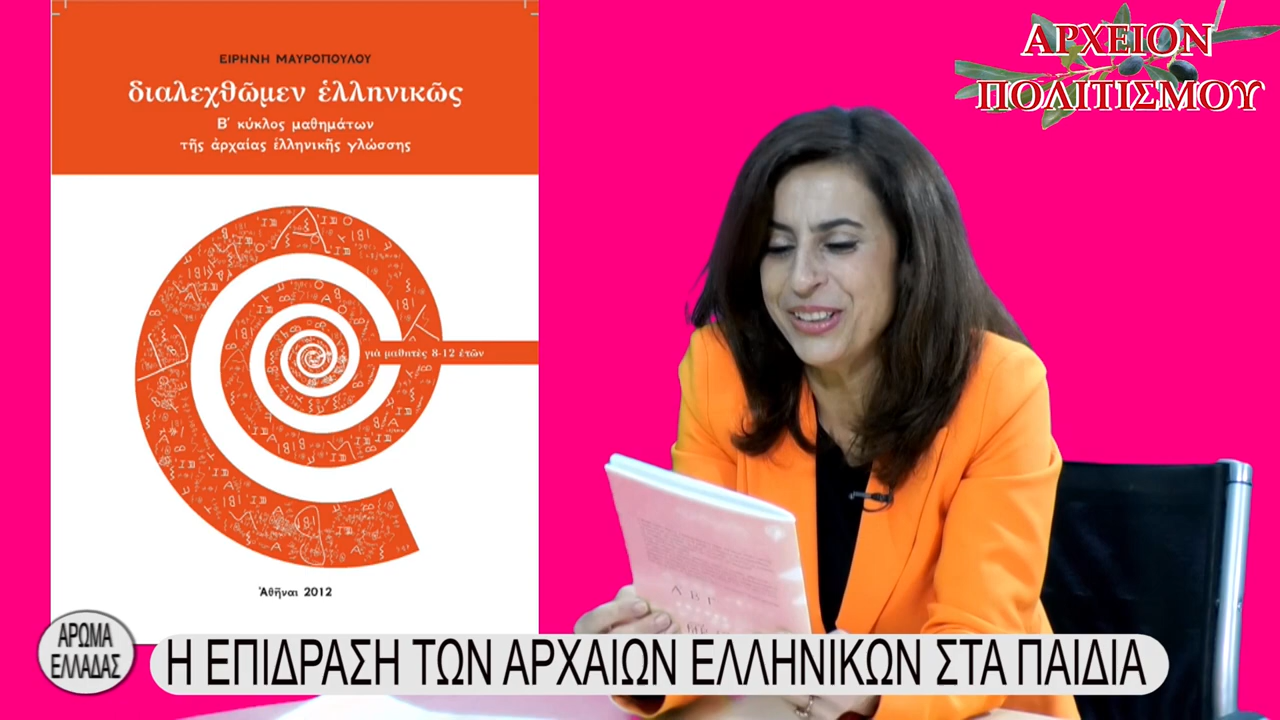 ΕΙΡΗΝΗ ΜΑΥΡΟΠΟΥΛΟΥ
διαλεχθῶμεν ἑλληνικῶς
Β΄ κύκλος μαθημάτων
τῆς ἀρχαίας ἑλληνικῆς γλώσσης
γιὰ μαθητὲς 8-12 ἐτῶν
Ἀθῆναι 2012
ΑΡΧΕΙΟΝ
ΠΟΛΙΤΙΣΜΟΥ
Α Β Γ
ΑΡΩΜΑ
ΕΛΛΑΔΑΣ
Η ΕΠΙΔΡΑΣΗ ΤΩΝ ΑΡΧΑΙΩΝ ΕΛΛΗΝΙΚΩΝ ΣΤΑ ΠΑΙΔΙΑ